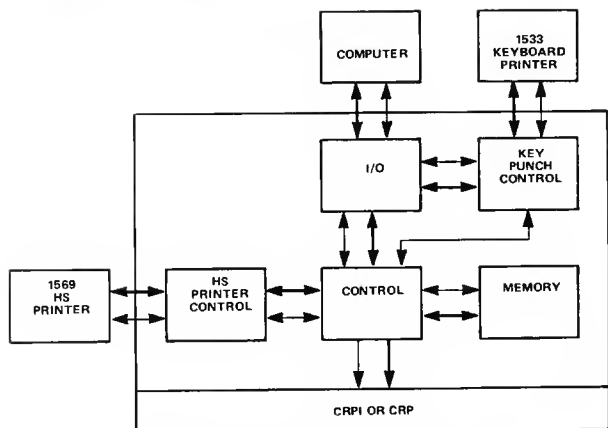 COMPUTER
1533
KEYBOARD
PRINTER
I/O
KEY
PUNCH
CONTROL
1569
HS
PRINTER
HS
PRINTER
CONTROL
CONTROL
MEMORY
CRPI OR CRP